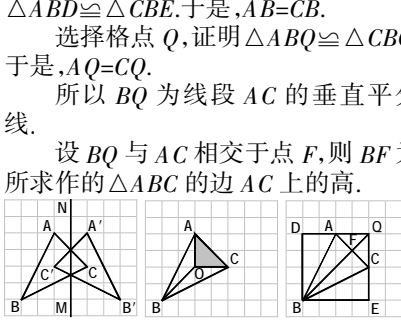 △ABD≌△CBE.于是,AB=CB.
选择格点 Q,证明△ABQ≌△CBQ
于是,AQ=CQ.
所以 BQ 为线段 AC 的垂直平分
线.
设 BQ 与 AC 相交于点 F,则 BF
所求作的△ABC 的边 AC 上的高.
N
A A′
C′ C
B M B′
A
O C
B
D A Q
F
C
B E